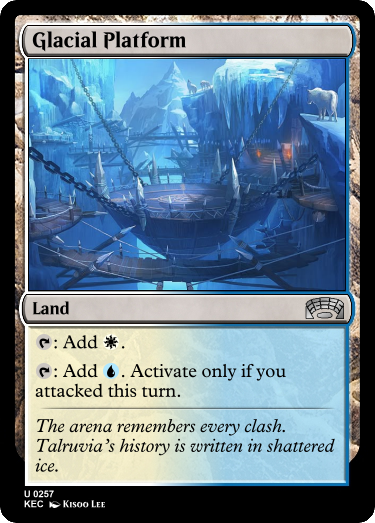 Glacial Platform
Land
: Add .
: Add . Activate only if you
attacked this turn.
The arena remembers every clash.
Talruvia's history is written in shattered
ice.
U 0257
KEC Kisoo Lee